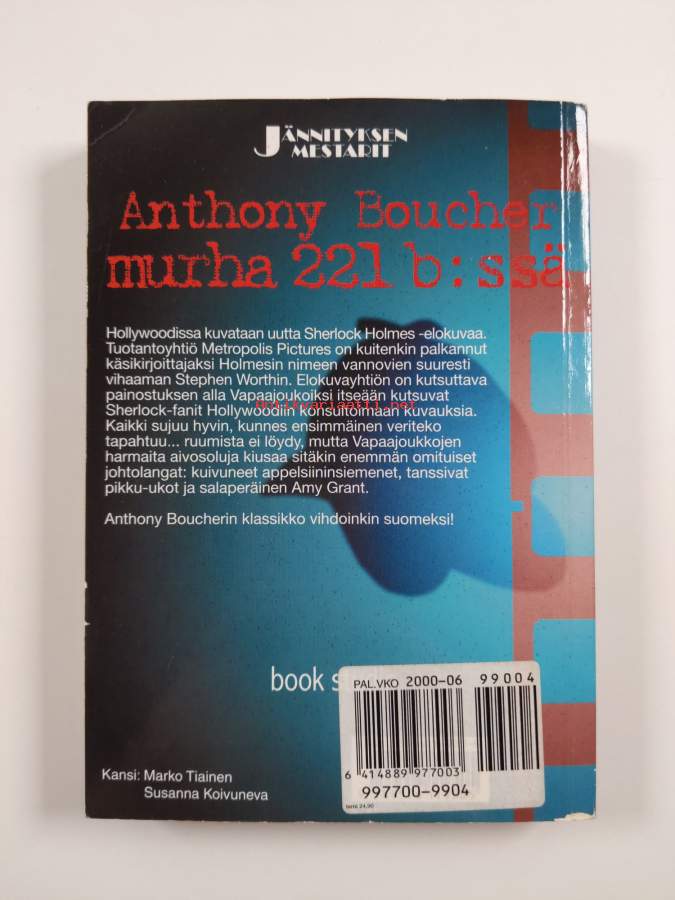 JÄNNITYKSEN
MESTARIT
Anthony Boucher
murha 221 b:ssä
Hollywoodissa kuvataan uutta Sherlock Holmes -elokuvaa.
Tuotantoyhtiö Metropolis Pictures on kuitenkin palkannut
käsikirjoittajaksi Holmesin nimeen vannovien suuresti
vihaaman Stephen Worthin. Elokuvayhtiön on kutsuttava
painostuksen alla Vapaajoukoiksi itseään kutsuvat
Sherlock-fanit Hollywoodiin konsultoimaan kuvauksia.
Antikvariaatti.net
Kaikki sujuu hyvin, kunnes ensimmäinen veriteko
tapahtuu... ruumista ei löydy, mutta Vapaajoukkojen
harmaita aivosoluja kiusaa sitäkin enemmän omituiset
johtolangat: kuivuneet appelsiininsiemenet, tanssivat
pikku-ukot ja salaperäinen Amy Grant.
Anthony Boucherin klassikko vihdoinkin suomeksi!
book
PAL.VKO 2000-06 99004
6 414889 977003
997700-9904
Kansi: Marko Tiainen
Susanna Koivuneva